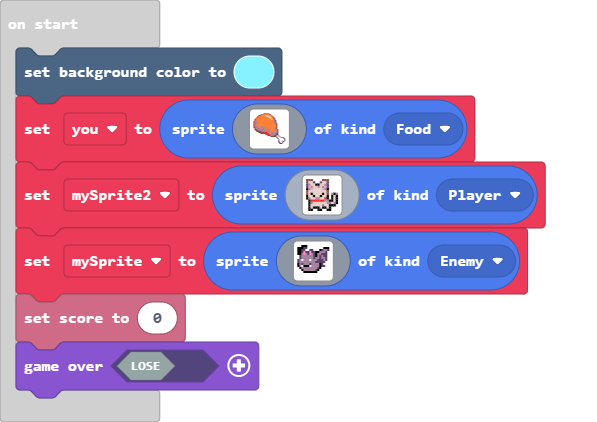 on start
set background color to
set you to sprite of kind Food
set mySprite2 to sprite of kind Player
set mySprite to sprite of kind Enemy
set score to 0
game over LOSE